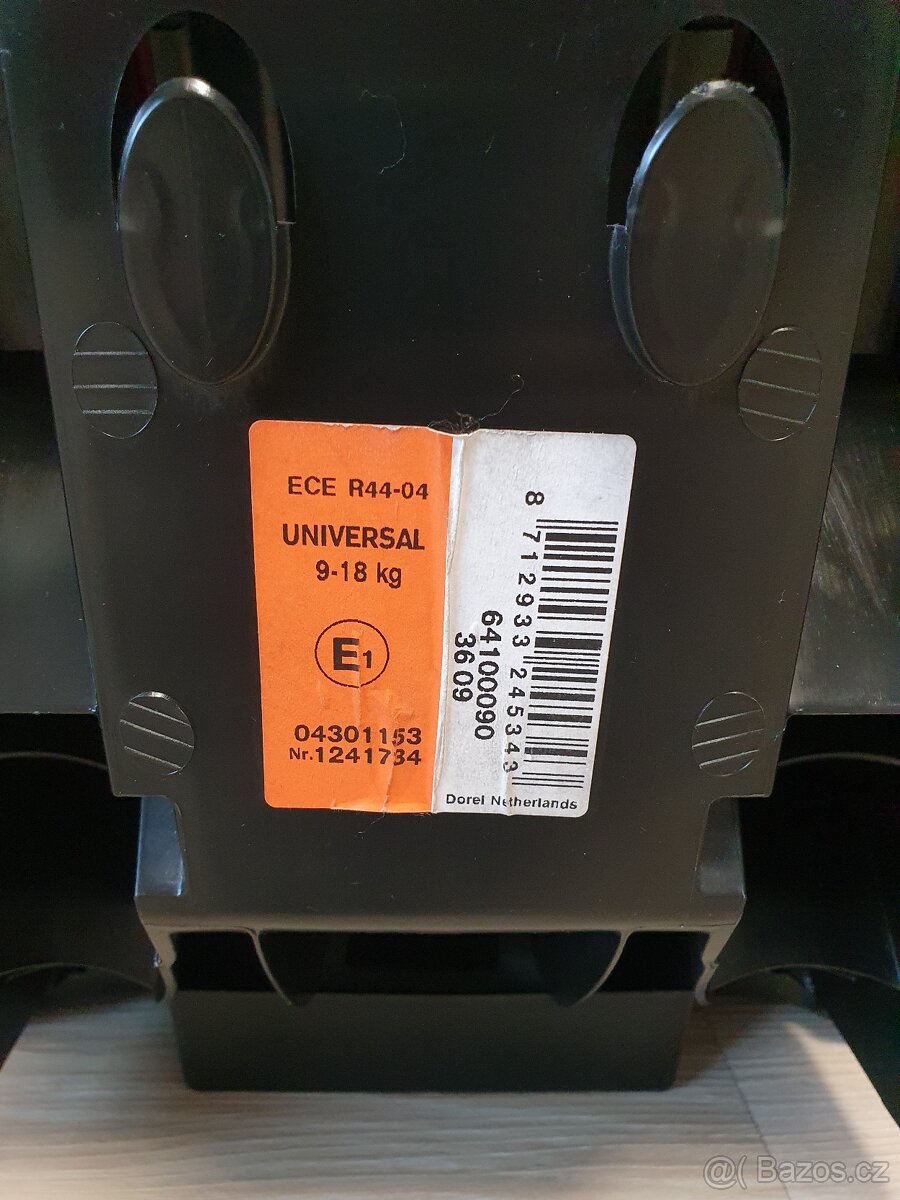 ECE R44-04
UNIVERSAL
9-18 kg
E1
04301153
Nr.1241734
8 712933 245343
64100090
3609
Dorel Netherlands
@( Bazos.cz